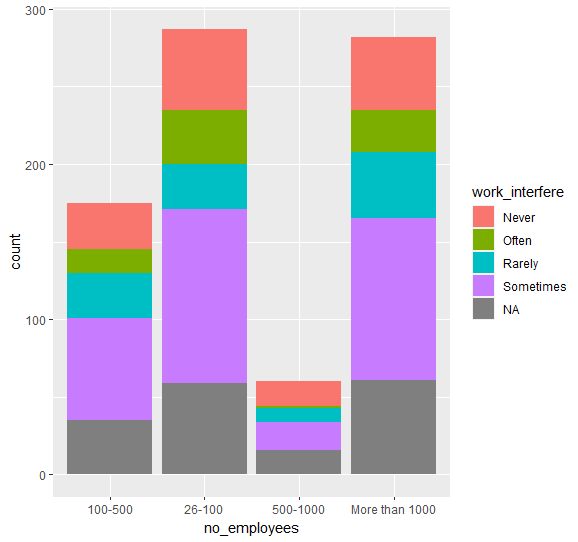 300
200
100
0
count
100-500 26-100 500-1000 More than 1000
no_employees
work_interfere
Never
Often
Rarely
Sometimes
NA